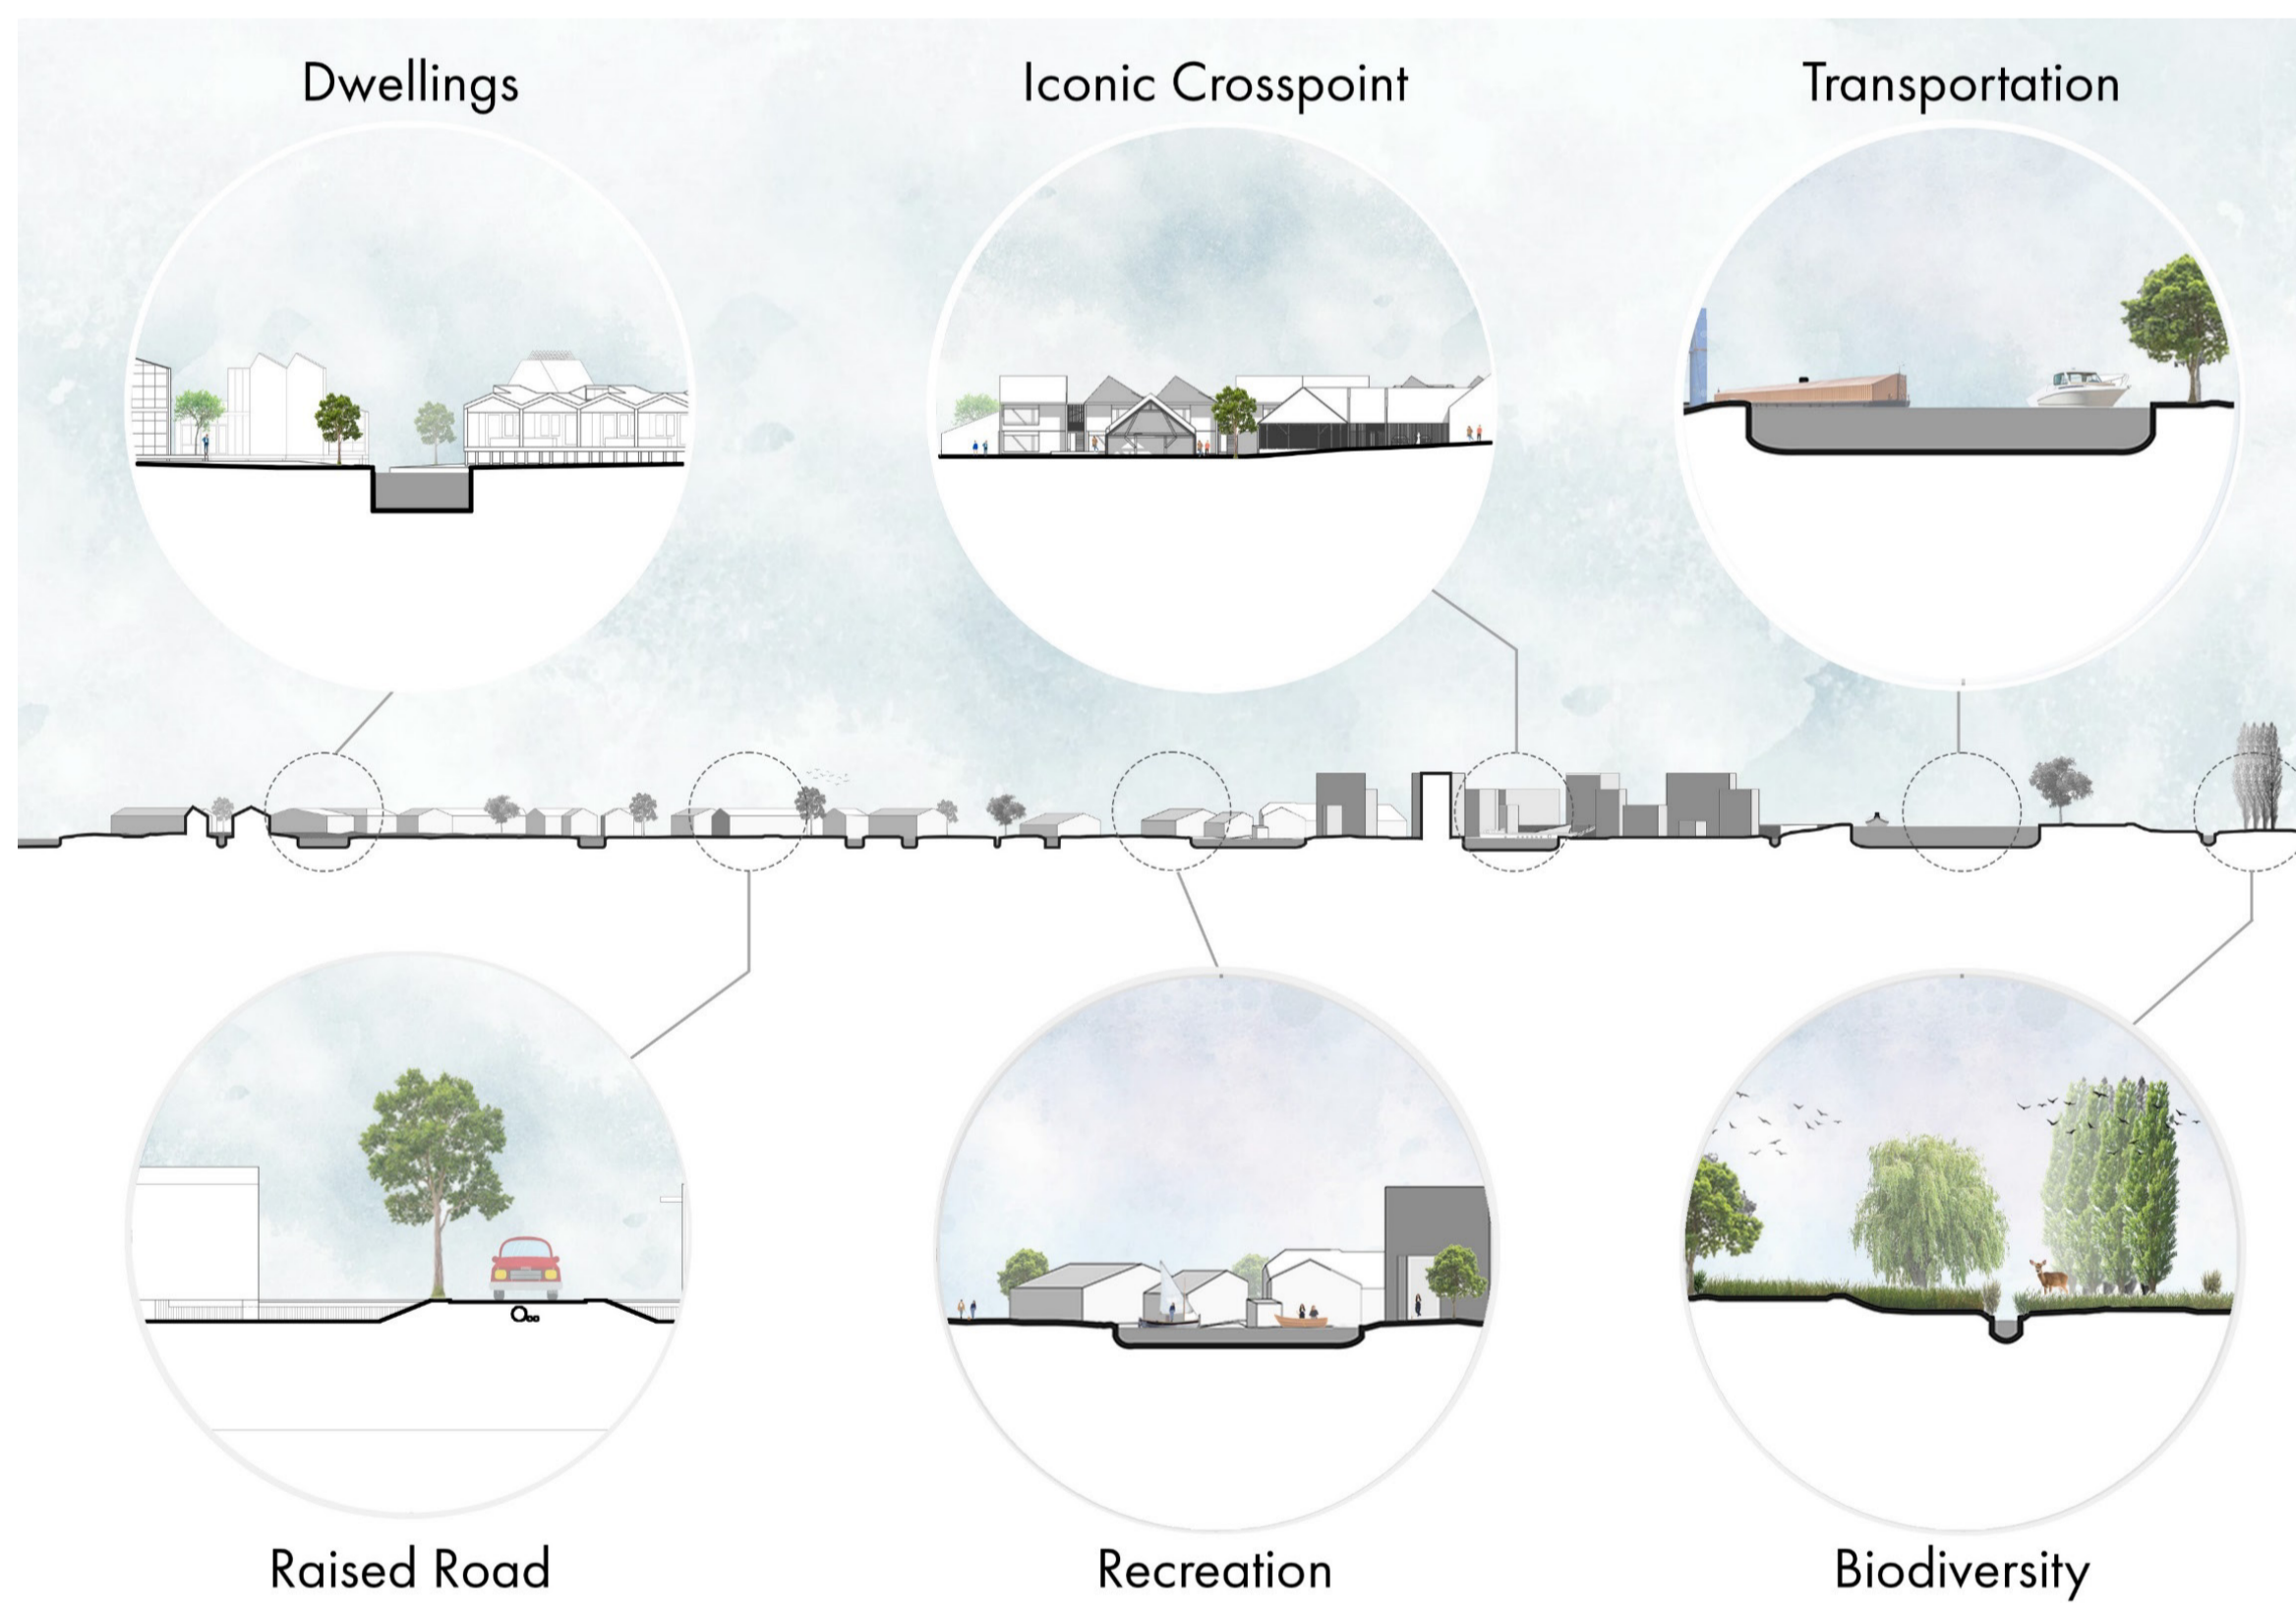 Dwellings
Iconic Crosspoint
Transportation
Raised Road
Recreation
Biodiversity